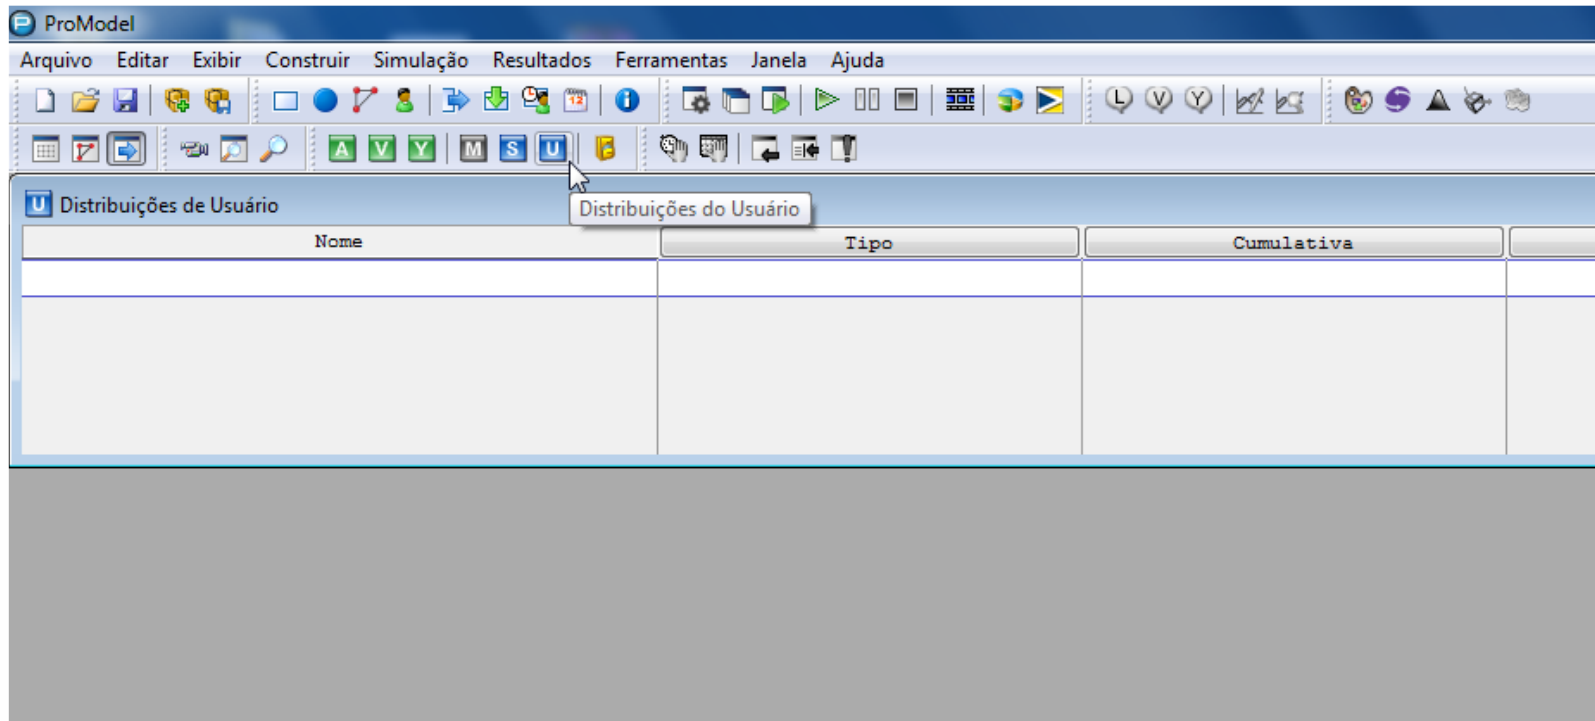 ProModel
Arquivo Editar Exibir Construir Simulação Resultados Ferramentas Janela Ajuda
12 L V Y
A V Y M S U
U Distribuições de Usuário
Distribuições do Usuário
Nome Tipo Cumulativa